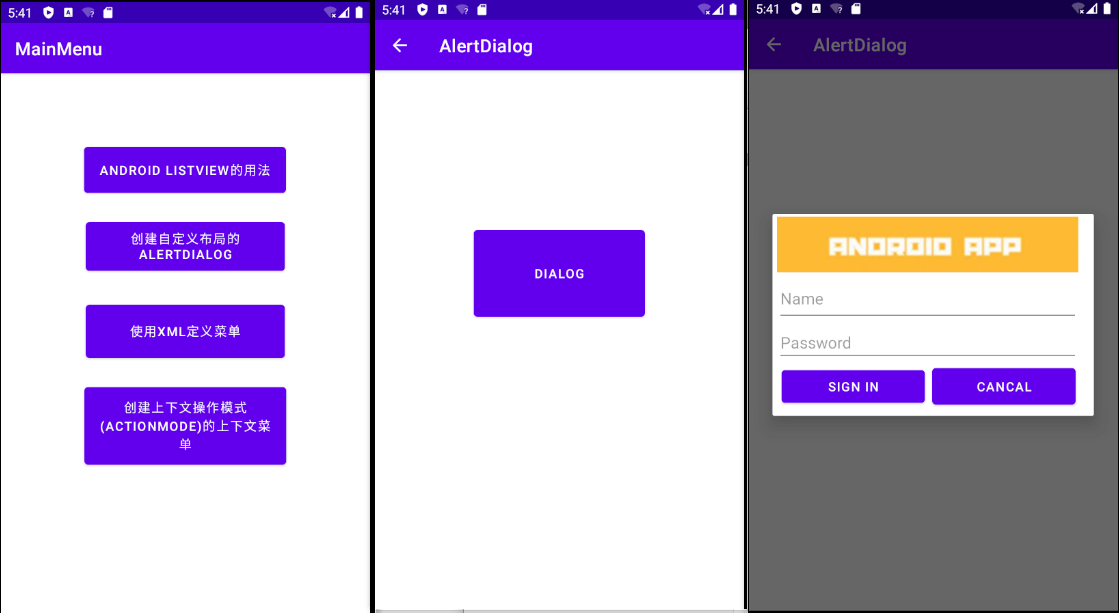 5:41
MainMenu
ANDROID LISTVIEW的用法
创建自定义布局的
ALERTDIALOG
使用XML定义菜单
创建上下文操作模式
(ACTIONMODE)的上下文菜
单
5:41
AlertDialog
DIALOG
5:41
AlertDialog
ANDROID APP
Name
Password
SIGN IN
CANCAL